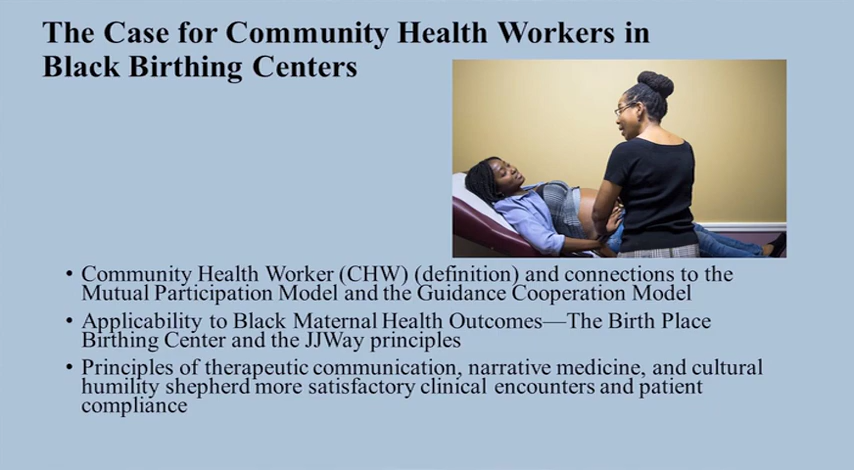 The Case for Community Health Workers in
Black Birthing Centers
• Community Health Worker (CHW) (definition) and connections to the
Mutual Participation Model and the Guidance Cooperation Model
• Applicability to Black Maternal Health Outcomes—The Birth Place
Birthing Center and the JJWay principles
• Principles of therapeutic communication, narrative medicine, and cultural
humility shepherd more satisfactory clinical encounters and patient
compliance